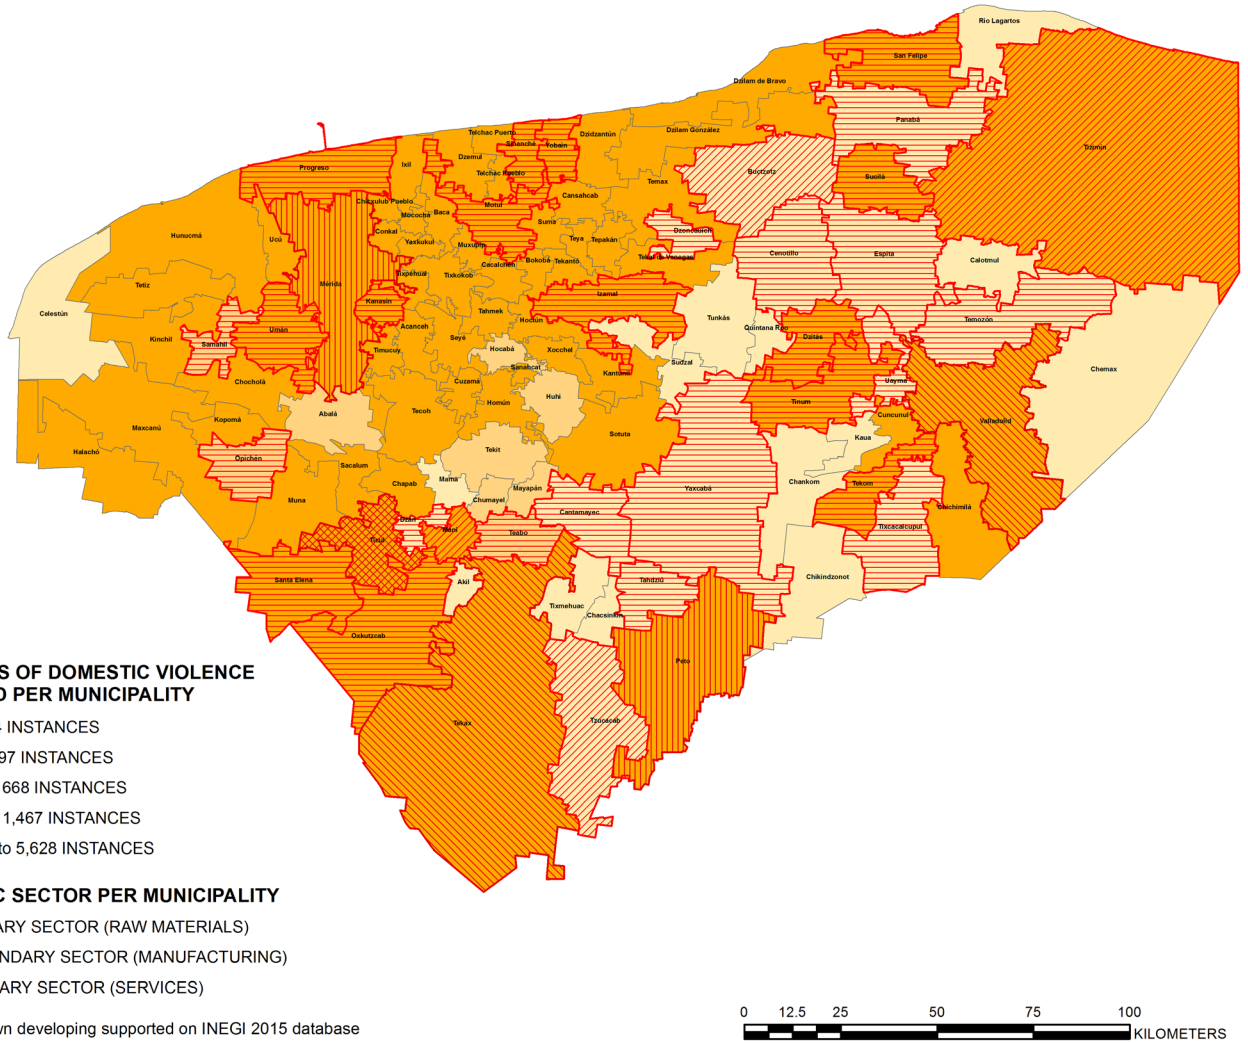 Río Lagartos
San Felipe
Dzilam de Bravo
Panabá
Dzilam González
Telchac Puerto
Sinanché
Yobaín
Dzidzantún
Tizimín
Progreso
Ixil
Dzemul
Telchac Pueblo
Buctzotz
Sucilá
Temax
Cansahcab
Chicxulub Pueblo
Motul
Mocochá
Baca
Suma
Dzoncauich
Hunucmá
Ucú
Conkal
Yaxkukul
Muxupip
Teya
Tepakán
Tekal de Venegas
Cenotillo
Espita
Calotmul
Tetiz
Mérida
Tixpéhual
Tixkokob
Cacalchén
Bokobá
Tekantó
Izamal
Celestún
Kanasín
Tahmek
Hoctún
Tunkás
Quintana Roo
Temozón
Umán
Acanceh
Seyé
Dzitás
Kinchil
Samahil
Timucuy
Hocabá
Xocchel
Sudzal
Chemax
Sanahcat
Kantunil
Chocholá
Cuzamá
Uayma
Huhí
Homún
Tinum
Abalá
Tecoh
Cuncunul
Valladolid
Kopomá
Maxcanú
Sotuta
Kaua
Halachó
Opichén
Tekit
Sacalum
Mama
Chankom
Tekom
Chapab
Mayapán
Yaxcabá
Muna
Chumayel
Chichimilá
Cantamayec
Dzán
Tixcacalcupul
Maní
Teabo
Ticul
Santa Elena
Akil
Tahdziú
Chikindzonot
Tixmehuac
Chacsinkín
Oxkutzcab
Peto
Tekax
Tzucacab
S OF DOMESTIC VIOLENCE
PER MUNICIPALITY
INSTANCES
97 INSTANCES
668 INSTANCES
1,467 INSTANCES
to 5,628 INSTANCES
C SECTOR PER MUNICIPALITY
ARY SECTOR (RAW MATERIALS)
NDARY SECTOR (MANUFACTURING)
ARY SECTOR (SERVICES)
wn developing supported on INEGI 2015 database
0 12.5 25 50 75 100
KILOMETERS